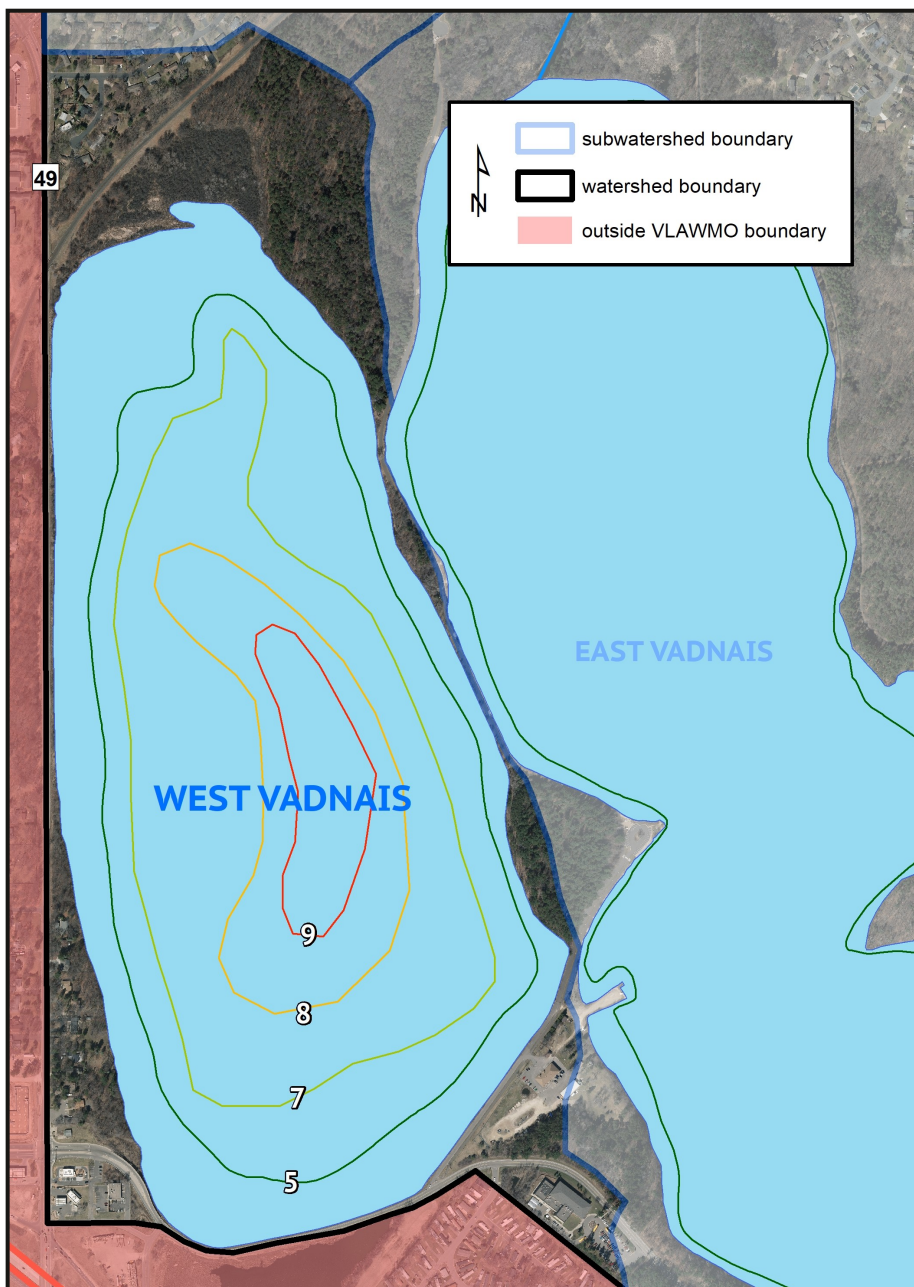 49
N
subwatershed boundary
watershed boundary
outside VLAWMO boundary
EAST VADNAIS
WEST VADNAIS
9
8
7
5